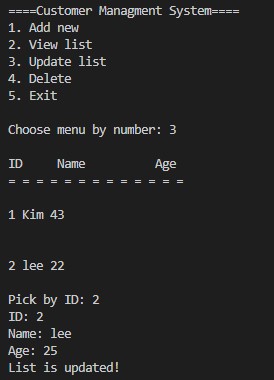 ====Customer Managment System====
1. Add new
2. View list
3. Update list
4. Delete
5. Exit
Choose menu by number: 3
ID Name Age
= = = = = = = = = = = = =
1 Kim 43
2 lee 22
Pick by ID: 2
ID: 2
Name: lee
Age: 25
List is updated!